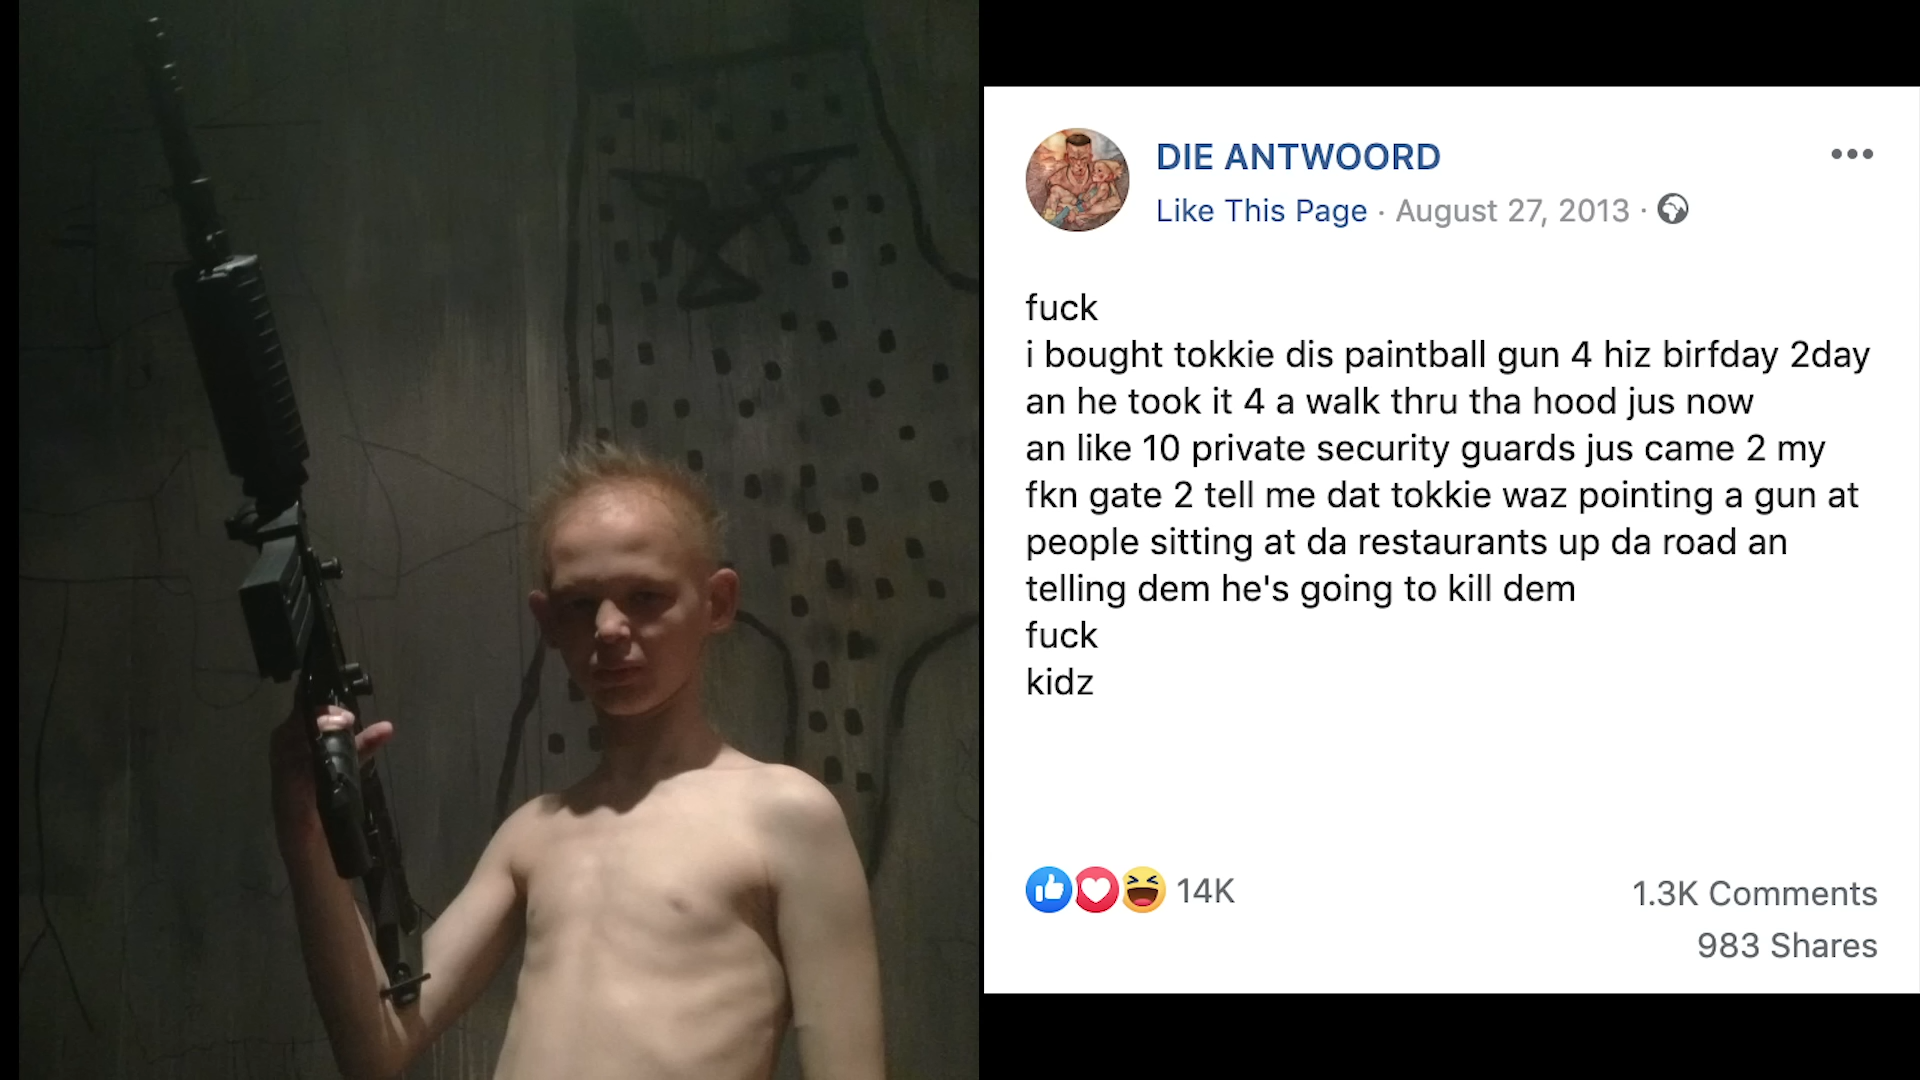 DIE ANTWOORD
Like This Page · August 27, 2013 ·
fuck
i bought tokkie dis paintball gun 4 hiz birfday 2day
an he took it 4 a walk thru tha hood jus now
an like 10 private security guards jus came 2 my
fkn gate 2 tell me dat tokkie waz pointing a gun at
people sitting at da restaurants up da road an
telling dem he's going to kill dem
fuck
kidz
14K
1.3K Comments
983 Shares